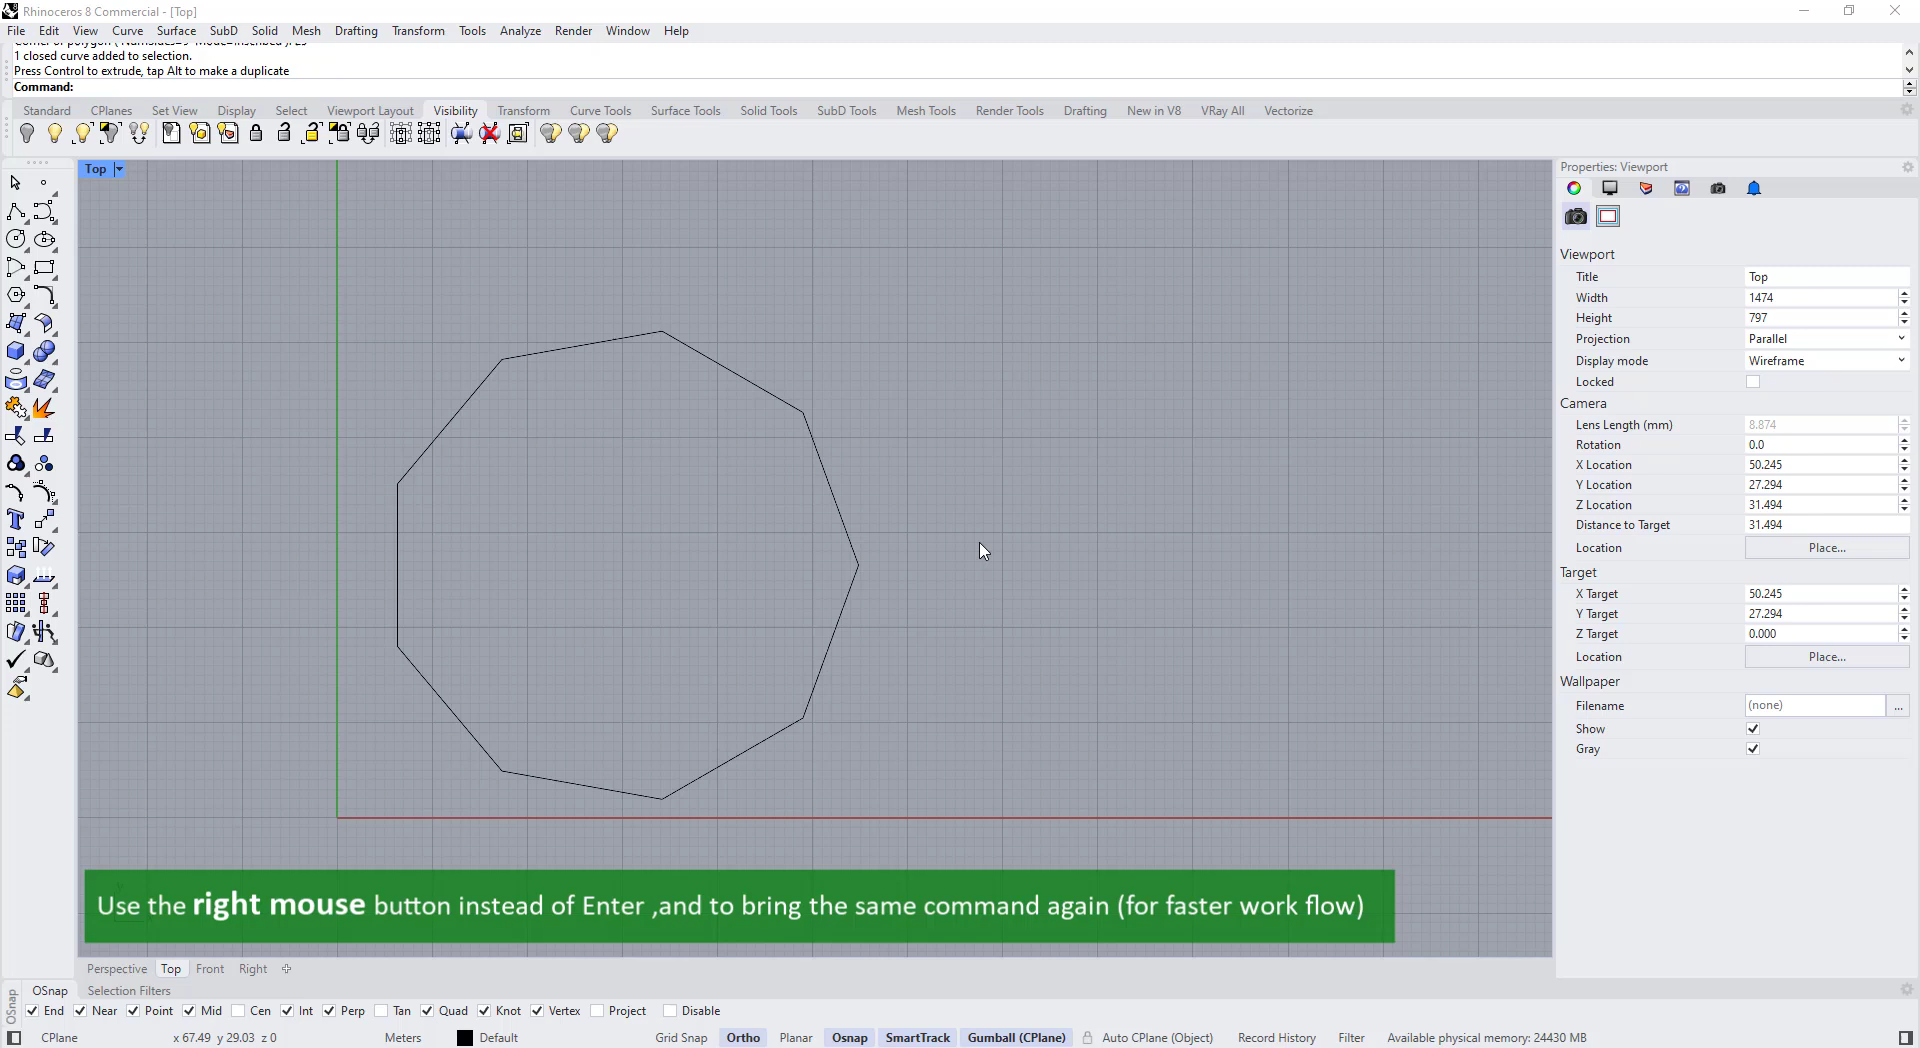 Rhinoceros 8 Commercial - [Top]
File Edit View Curve Surface SubD Solid Mesh Drafting Transform Tools Analyze Render Window Help
1 closed curve added to selection.
Press Control to extrude, tap Alt to make a duplicate
Command:
Standard CPlanes Set View Display Select Viewport Layout Visibility Transform Curve Tools Surface Tools Solid Tools SubD Tools Mesh Tools Render Tools Drafting New in V8 VRay All Vectorize
Top
Properties: Viewport
Viewport
Title Top
Width 1474
Height 797
Projection Parallel
Display mode Wireframe
Locked
Camera
Lens Length (mm) 8.874
Rotation 0.0
X Location 50.245
Y Location 27.294
Z Location 31.494
Distance to Target 31.494
Location Place...
Target
X Target 50.245
Y Target 27.294
Z Target 0.000
Location Place...
Wallpaper
Filename (none) ...
Show
Gray
Use the right mouse button instead of Enter ,and to bring the same command again (for faster work flow)
Perspective Top Front Right
OSnap Selection Filters
OSnap
End Near Point Mid Cen Int Perp Tan Quad Knot Vertex Project Disable
CPlane x 67.49 y 29.03 z 0 Meters Default Grid Snap Ortho Planar Osnap SmartTrack Gumball (CPlane) Auto CPlane (Object) Record History Filter Available physical memory: 24430 MB